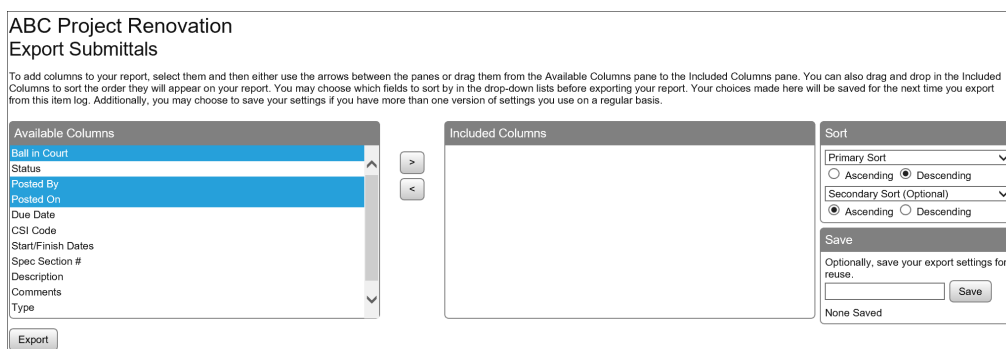 ABC Project Renovation
Export Submittals
To add columns to your report, select them and then either use the arrows between the panes or drag them from the Available Columns pane to the Included Columns pane. You can also drag and drop in the Included
Columns to sort the order they will appear on your report. You may choose which fields to sort by in the drop-down lists before exporting your report. Your choices made here will be saved for the next time you export
from this item log. Additionally, you may choose to save your settings if you have more than one version of settings you use on a regular basis.
Available Columns
Ball in Court
Status
Posted By
Posted On
Due Date
CSI Code
Start/Finish Dates
Spec Section #
Description
Comments
Type
>
<
Included Columns
Sort
Primary Sort
Ascending Descending
Secondary Sort (Optional)
Ascending Descending
Save
Optionally, save your export settings for
reuse.
Save
None Saved
Export